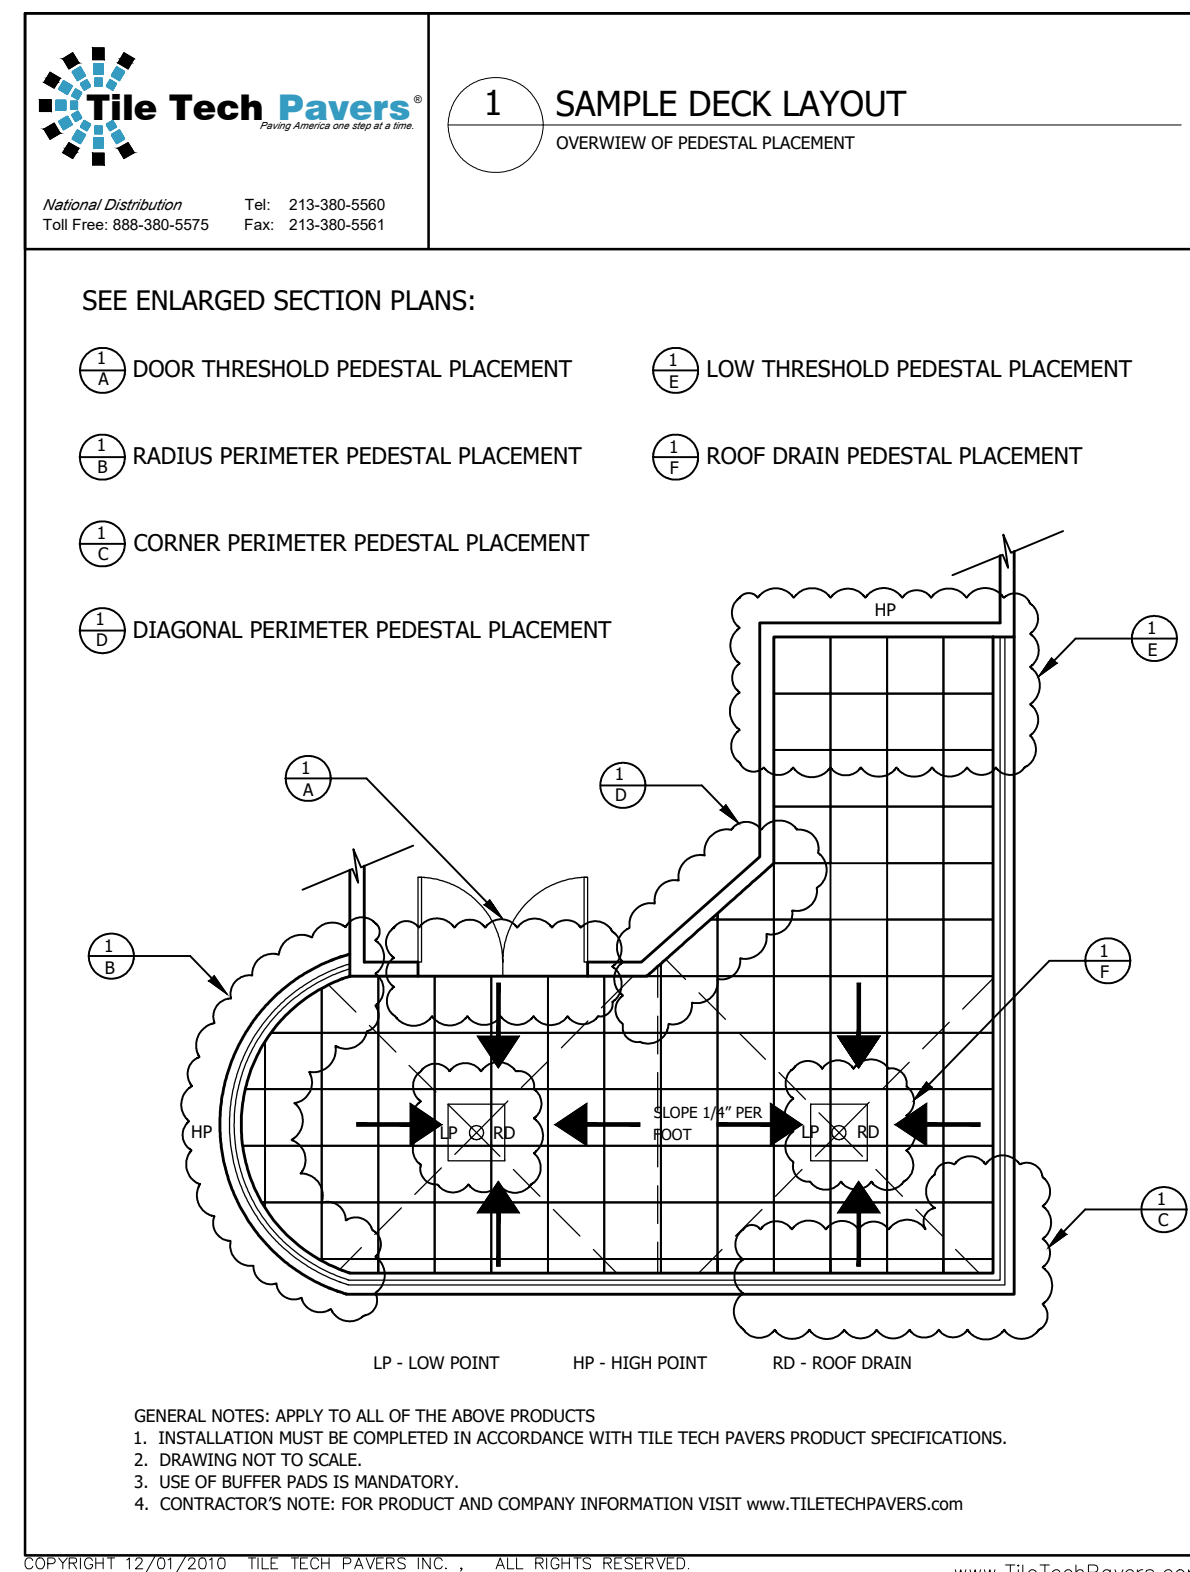 Tile Tech Pavers®
Paving America one step at a time.
National Distribution Tel: 213-380-5560
Toll Free: 888-380-5575 Fax: 213-380-5561
1 SAMPLE DECK LAYOUT
OVERWIEW OF PEDESTAL PLACEMENT
SEE ENLARGED SECTION PLANS:
1 A DOOR THRESHOLD PEDESTAL PLACEMENT
1 E LOW THRESHOLD PEDESTAL PLACEMENT
1 B RADIUS PERIMETER PEDESTAL PLACEMENT
1 F ROOF DRAIN PEDESTAL PLACEMENT
1 C CORNER PERIMETER PEDESTAL PLACEMENT
1 D DIAGONAL PERIMETER PEDESTAL PLACEMENT
HP
1 E
1 A
1 D
1 B
1 F
SLOPE 1/4" PER
FOOT
HP
LP RD
LP RD
1 C
LP - LOW POINT HP - HIGH POINT RD - ROOF DRAIN
GENERAL NOTES: APPLY TO ALL OF THE ABOVE PRODUCTS
1. INSTALLATION MUST BE COMPLETED IN ACCORDANCE WITH TILE TECH PAVERS PRODUCT SPECIFICATIONS.
2. DRAWING NOT TO SCALE.
3. USE OF BUFFER PADS IS MANDATORY.
4. CONTRACTOR'S NOTE: FOR PRODUCT AND COMPANY INFORMATION VISIT www.TILETECHPAVERS.com
COPYRIGHT 12/01/2010 TILE TECH PAVERS INC. , ALL RIGHTS RESERVED.
www.TileTechPavers.com